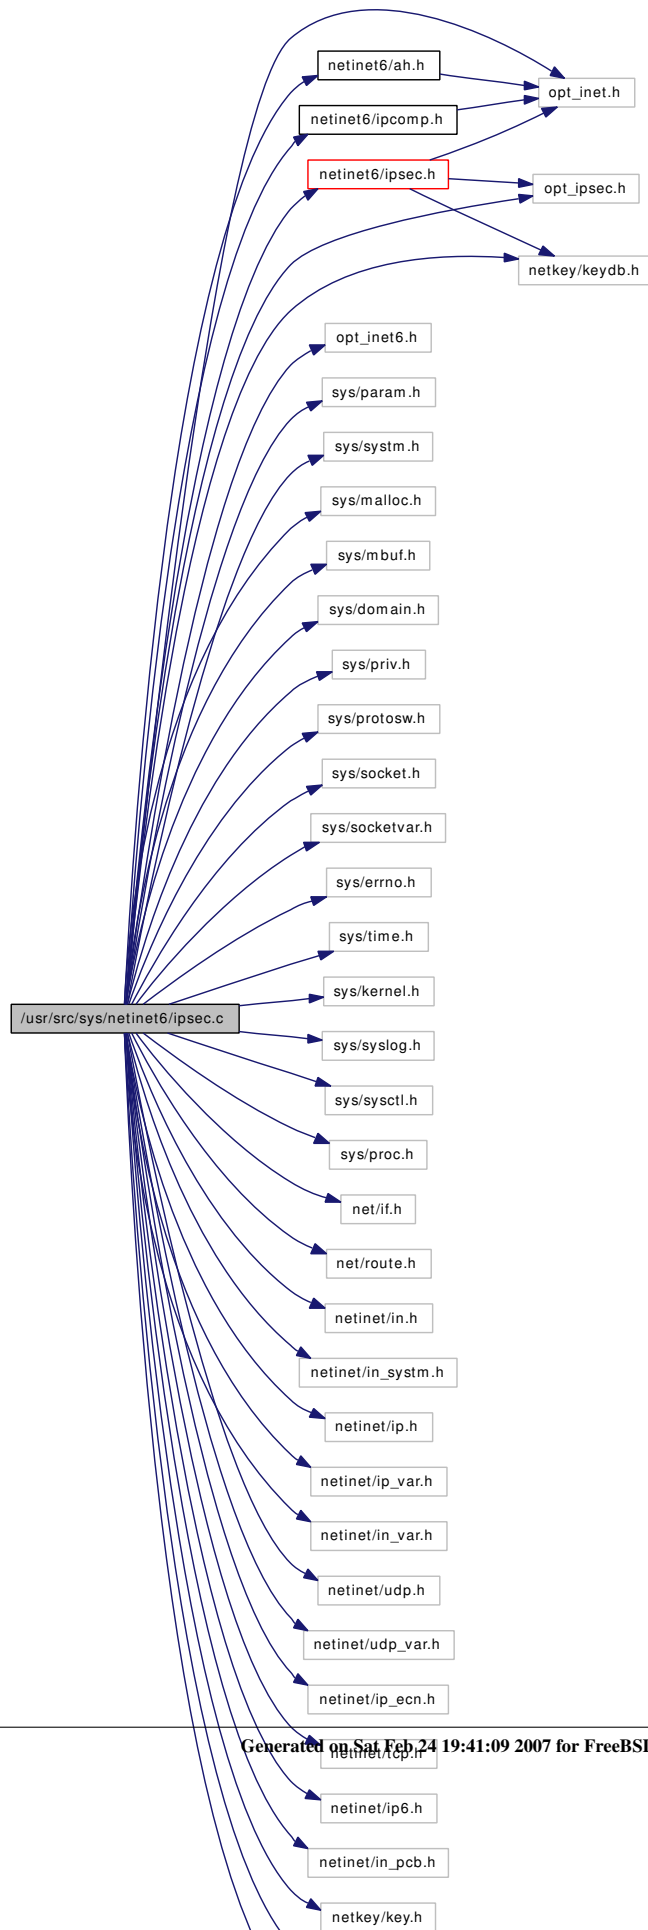 netinet6/ah.h
opt_inet.h
netinet6/ipcomp.h
netinet6/ipsec.h
opt_ipsec.h
netkey/keydb.h
opt_inet6.h
sys/param.h
sys/systm.h
sys/malloc.h
sys/mbuf.h
sys/domain.h
sys/priv.h
sys/protosw.h
sys/socket.h
sys/socketvar.h
sys/errno.h
sys/time.h
sys/kernel.h
/usr/src/sys/netinet6/ipsec.c
sys/syslog.h
sys/sysctl.h
sys/proc.h
net/if.h
net/route.h
netinet/in.h
netinet/in_systm.h
netinet/ip.h
netinet/ip_var.h
netinet/in_var.h
netinet/udp.h
netinet/udp_var.h
netinet/ip_ecn.h
Generated on Sat Feb 24 19:41:09 2007 for FreeBSD
netinet/tcp.h
netinet/ip6.h
netinet/in_pcb.h
netkey/key.h